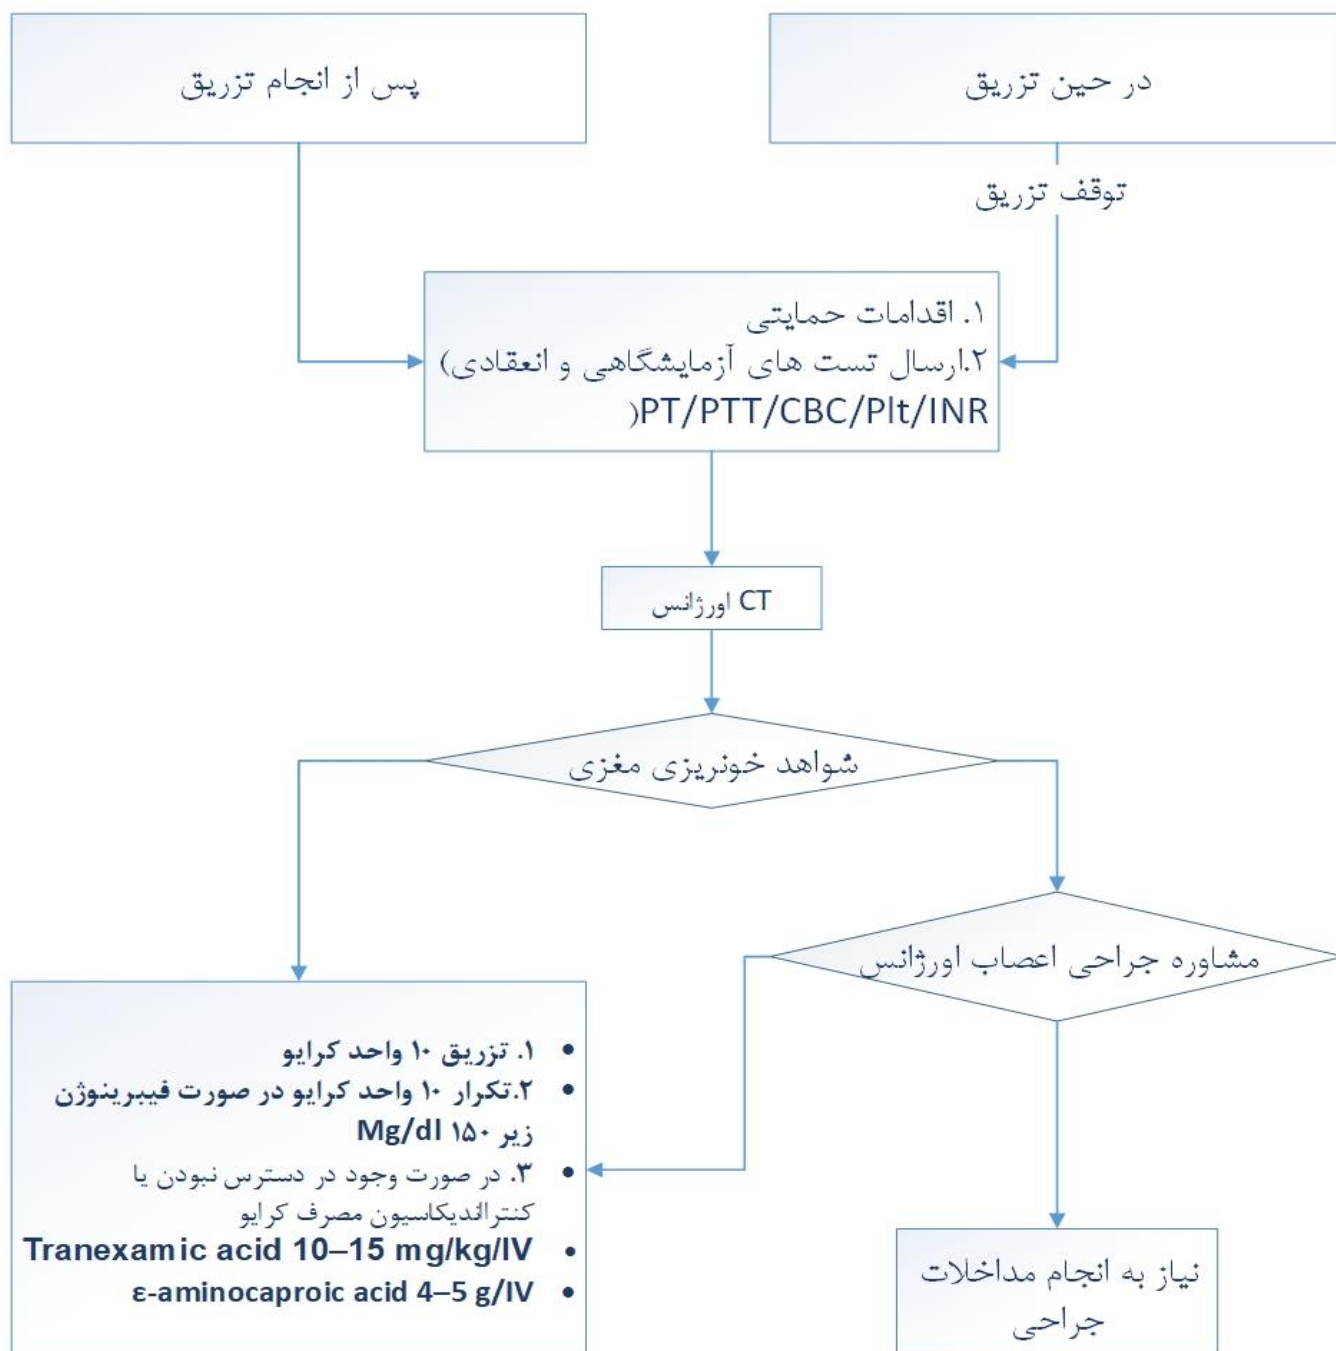 در حین تزریق
پس از انجام تزریق
توقف تزریق
۱. اقدامات حمایتی
۲.ارسال تست های آزمایشگاهی و انعقادی)
PT/PTT/CBC/Plt/INR(
CT اورژانس
شواهد خونریزی مغزی
مشاوره جراحی اعصاب اورژانس
• ۱. تزریق ۱۰ واحد کرایو
• ۲.تکرار ۱۰ واحد کرایو در صورت فیبرینوژن
زیر ۱۵۰ Mg/dl
• ۳. در صورت وجود در دسترس نبودن یا
کنتراندیکاسیون مصرف کرایو
• Tranexamic acid 10–15 mg/kg/IV
• ε-aminocaproic acid 4–5 g/IV
نیاز به انجام مداخلات
جراحی